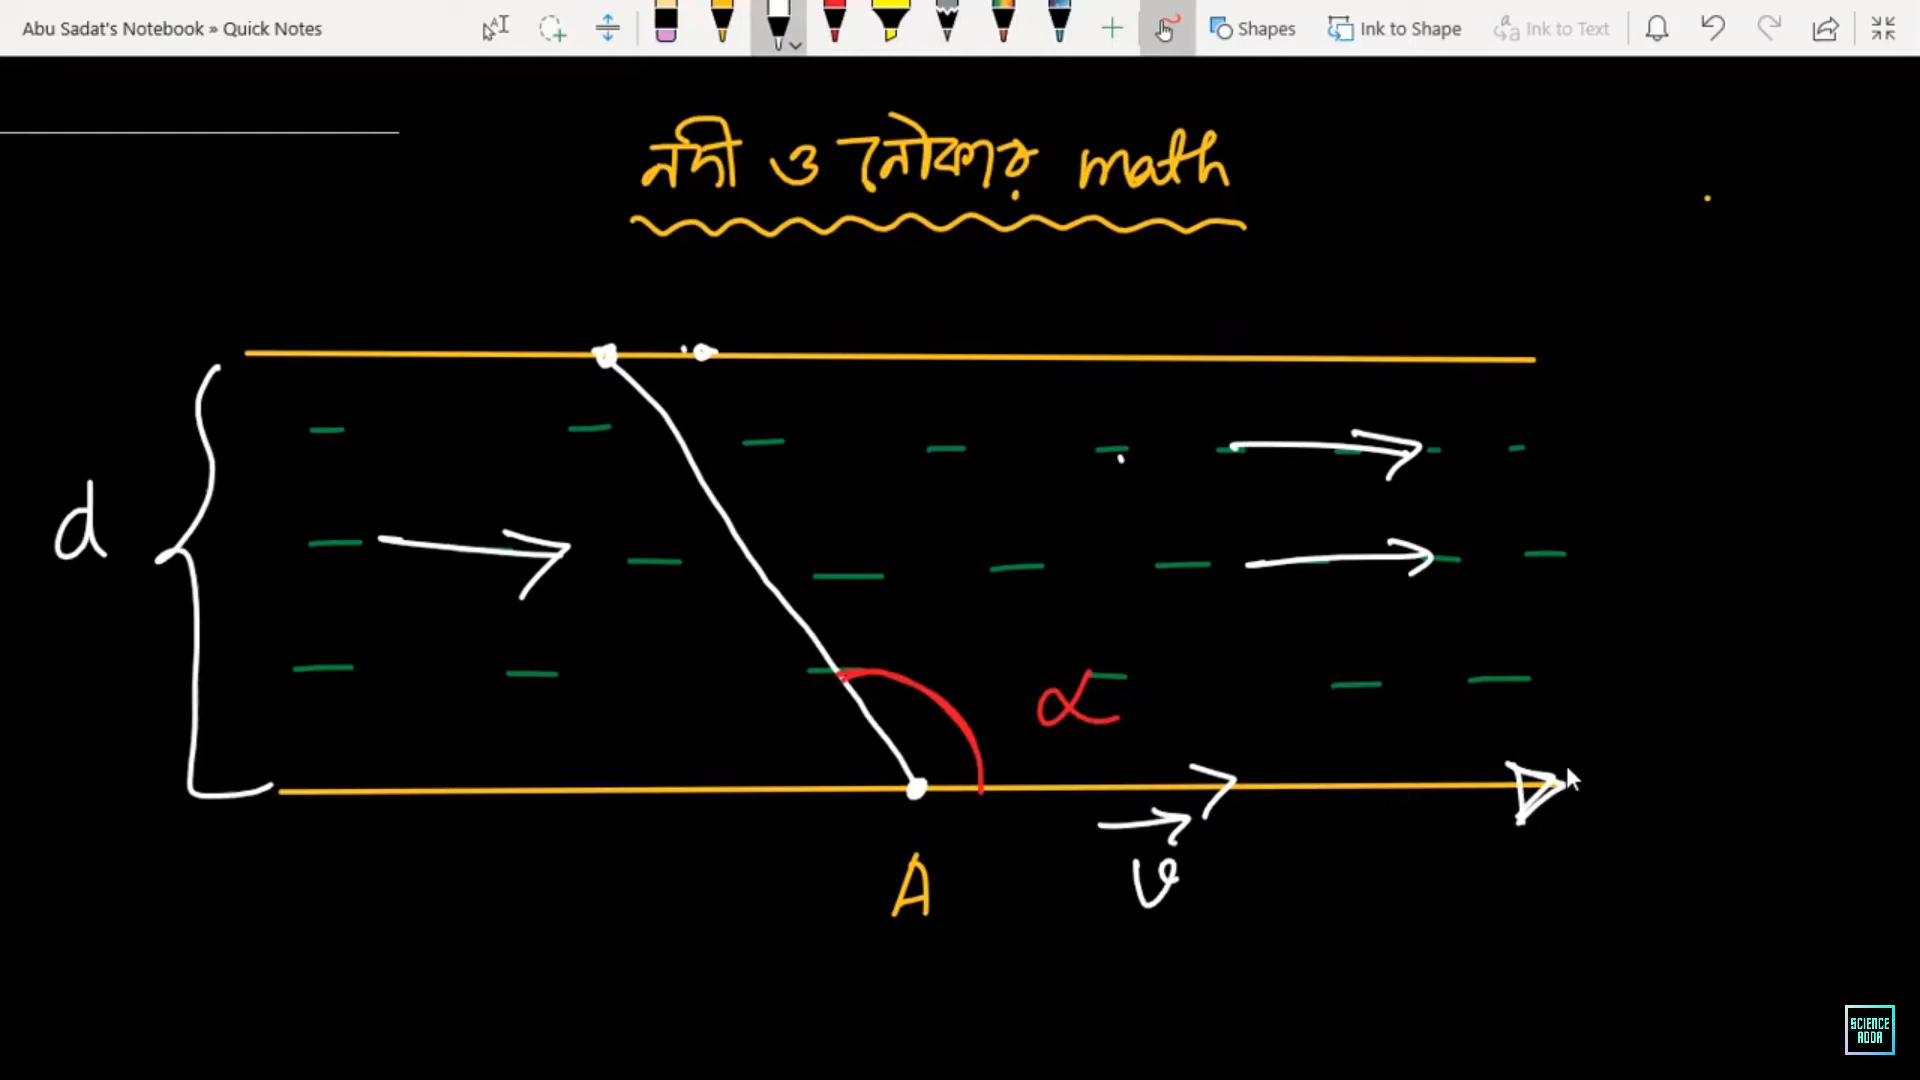 Abu Sadat's Notebook » Quick Notes
Shapes
Ink to Shape
Ink to Text
নদী ও নৌকার math
d
α
A
v
SCIENCE
ADDA